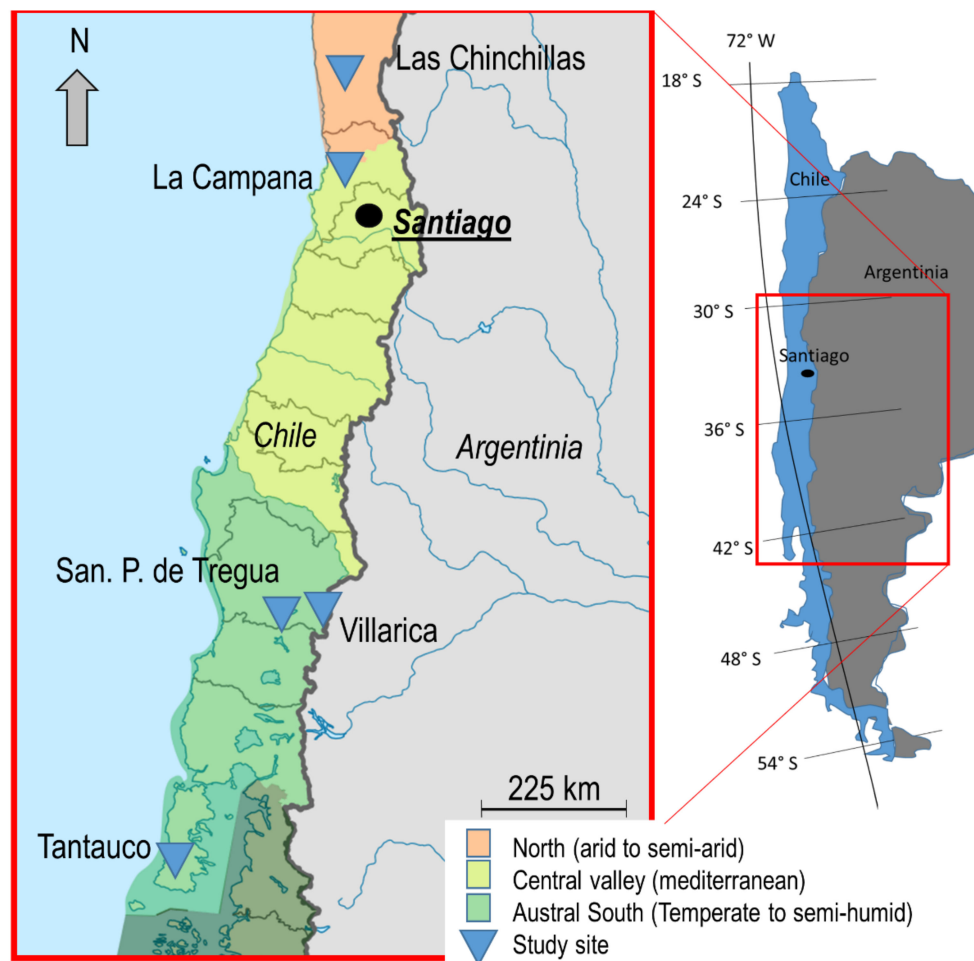 N
Las Chinchillas
La Campana
Santiago
Chile
Argentinia
San. P. de Tregua
Villarica
Tantauco
225 km
North (arid to semi-arid)
Central valley (mediterranean)
Austral South (Temperate to semi-humid)
Study site
72° W
18° S
Chile
24° S
Argentinia
30° S
Santiago
36° S
42° S
48° S
54° S